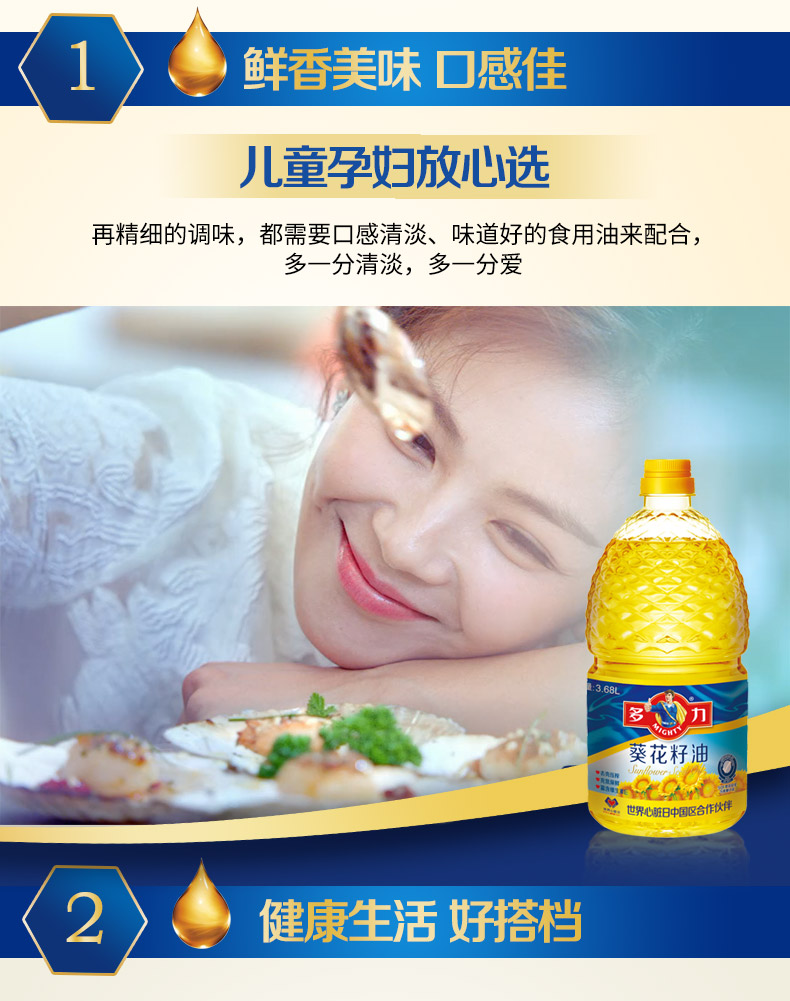 1
鲜香美味 口感佳
儿童孕妇放心选
再精细的调味，都需要口感清淡、味道好的食用油来配合，
多一分清淡，多一分爱
3.68L
多力
MIGHTY
葵花籽油
Sunflower
世界心脏日中国区合作伙伴
2
健康生活 好搭档